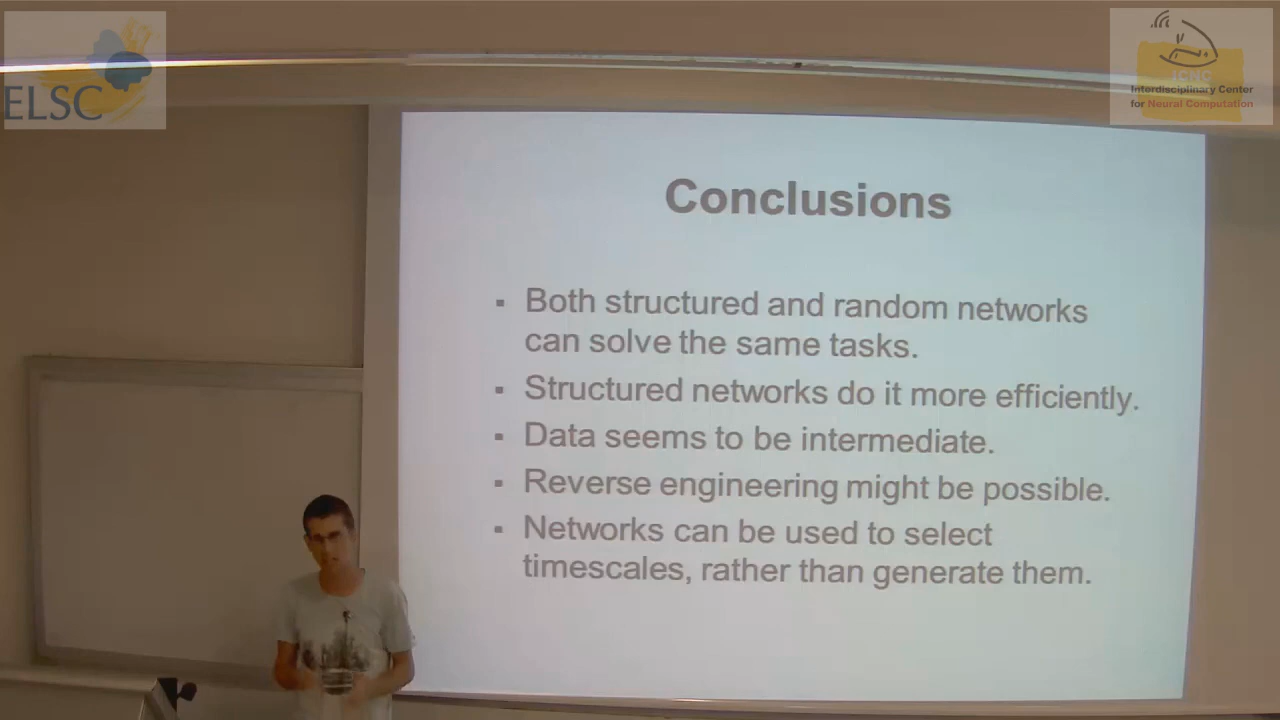 ELSC
ICNC
Interdisciplinary Center
for Neural Computation
Conclusions
▪ Both structured and random networks
can solve the same tasks.
▪ Structured networks do it more efficiently.
▪ Data seems to be intermediate.
▪ Reverse engineering might be possible.
▪ Networks can be used to select
timescales, rather than generate them.